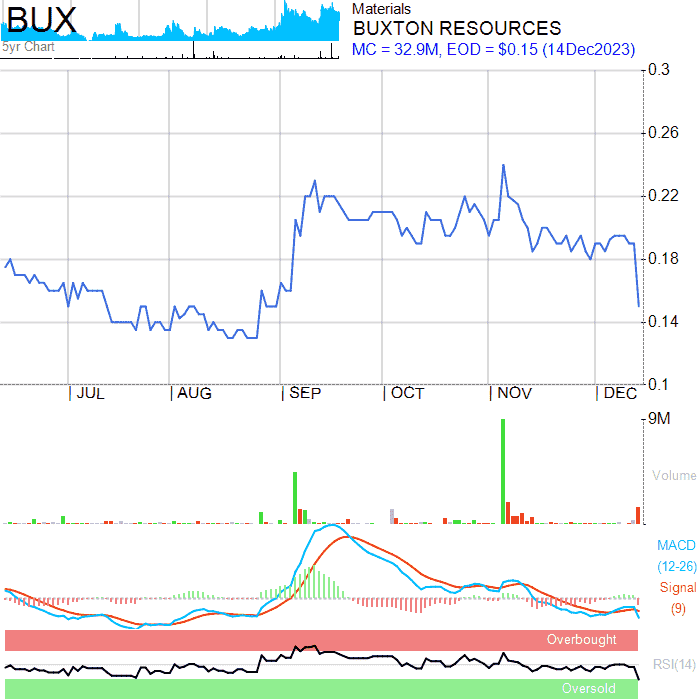 BUX
Materials
BUXTON RESOURCES
5yr Chart
MC = 32.9M, EOD = $0.15 (14Dec2023)
0.3
0.26
0.22
0.18
0.14
0.1
JUL AUG SEP OCT NOV DEC
9M
Volume
MACD
(12-26)
Signal
(9)
Overbought
RSI(14)
Oversold